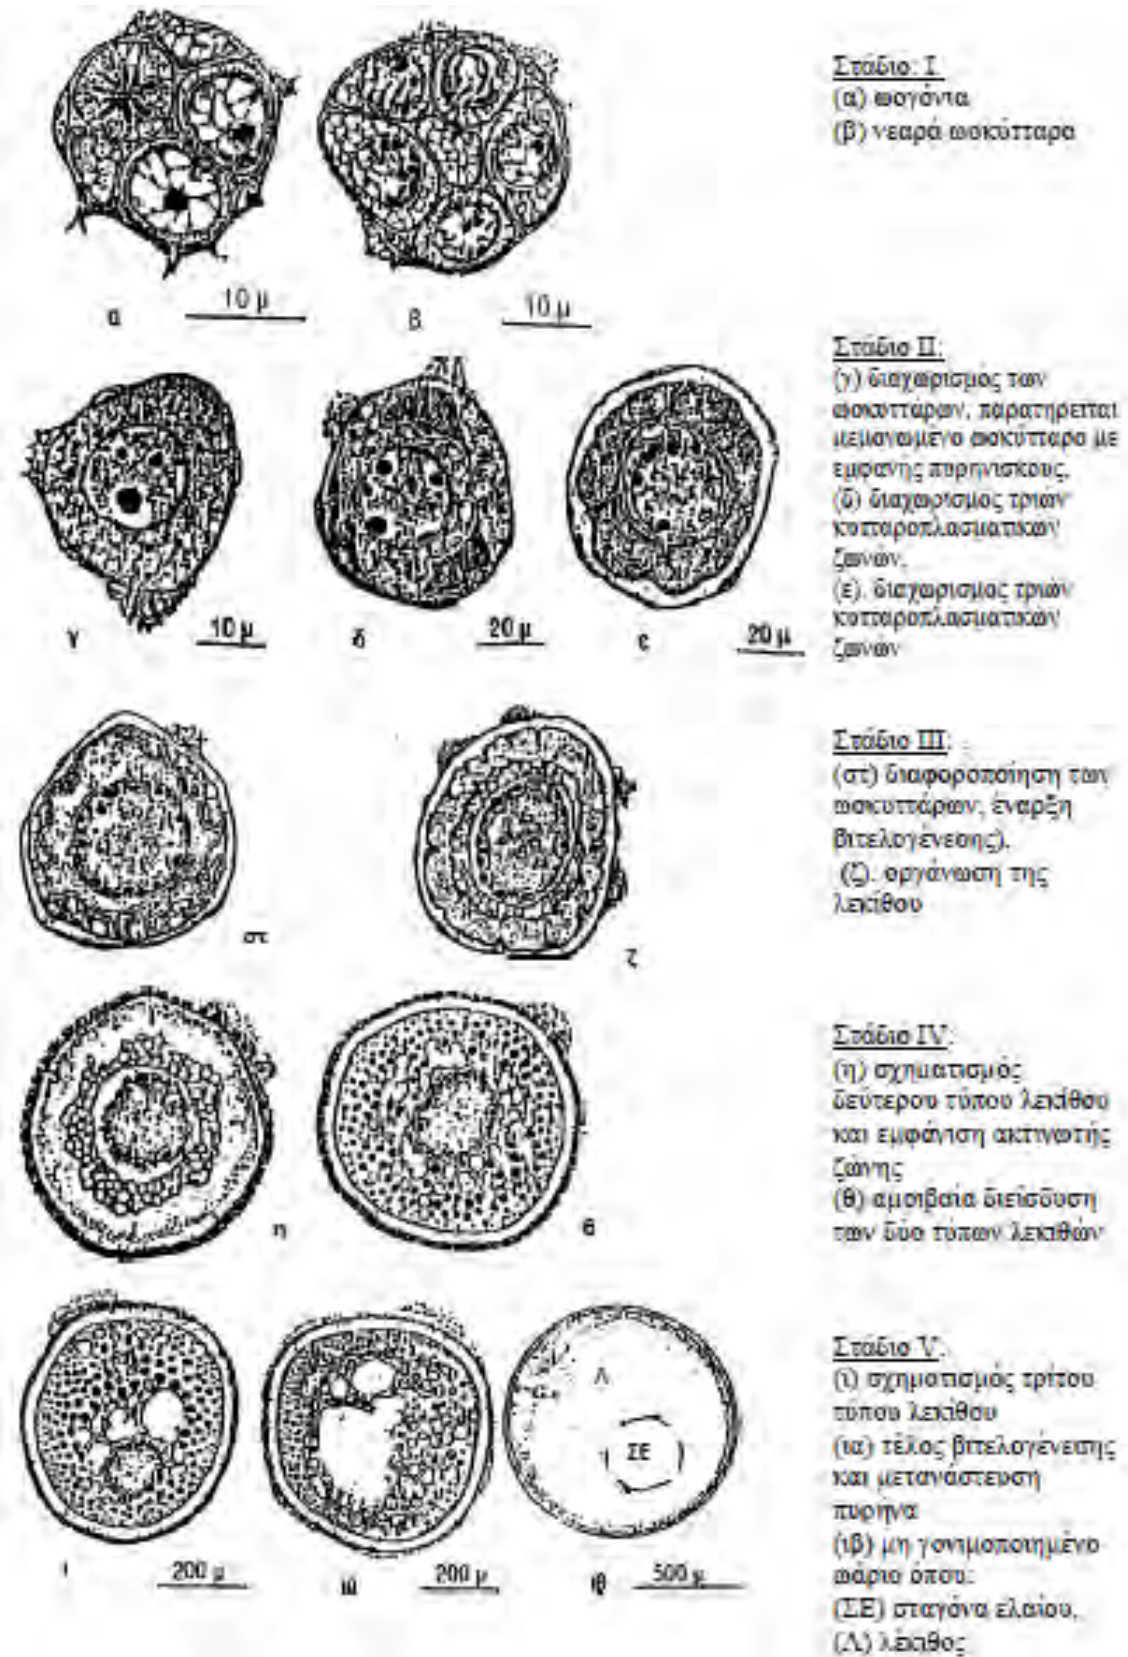 Στάδιο: Ι
(α) ωογόνια
(β) νεαρά ωοκύτταρα
10 μ
10 μ
α
β
Στάδιο ΙΙ:
(γ) διαχωρισμός των
ωοκυττάρων, παρατηρείται
μεμονωμένο ωοκύτταρο με
εμφανής πυρηνίσκους,
(δ) διαχωρισμός τριών
κυτταροπλασματικών
ζωνών,
(ε). διαχωρισμος τριών
κυτταροπλασματικών
ζωνών
γ
10 μ
δ
20 μ
ε
20 μ
Στάδιο ΙΙΙ:
(στ) διαφοροποίηση των
ωοκυττάρων, έναρξη
βιτελογένεσης),
(ζ). οργάνωση της
λεκίθου
στ
ζ
Στάδιο ΙV:
(η) σχηματισμός
δεύτερου τύπου λεκίθου
και εμφάνιση ακτινωτής
ζώνης
(θ) αμοιβαία διείσδυση
των δύο τύπων λεκιθών
η
θ
Στάδιο V:
(ι) σχηματισμός τρίτου
τύπου λεκίθου
(ια) τέλος βιτελογένεσης
και μετανάστευση
πυρήνα
(ιβ) μη γονιμοποιημένο
ωάριο όπου:
(ΣΕ) σταγόνα ελαίου,
(Λ) λέκιθος
Λ
ΣΕ
ι
200 μ
ια
200 μ
ιβ
500 μ